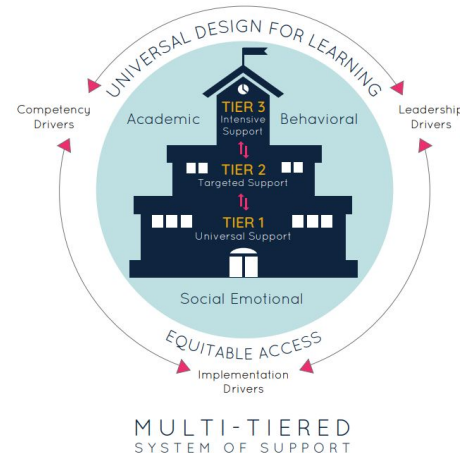 UNIVERSAL DESIGN FOR LEARNING
Competency
Drivers
Leadership
Drivers
Academic
Behavioral
TIER 3
Intensive
Support
TIER 2
Targeted Support
TIER 1
Universal Support
Social Emotional
EQUITABLE ACCESS
Implementation
Drivers
MULTI-TIERED
SYSTEM OF SUPPORT